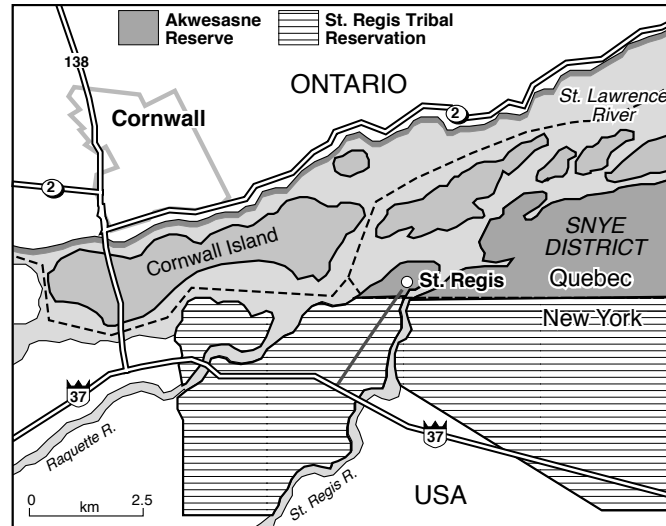 Akwesasne
Reserve
St. Regis Tribal
Reservation
138
ONTARIO
2
St. Lawrence
River
Cornwall
2
Cornwall Island
SNYE
DISTRICT
St. Regis
Quebec
New York
37
37
Raquette R.
St. Regis R.
USA
0 2.5
km